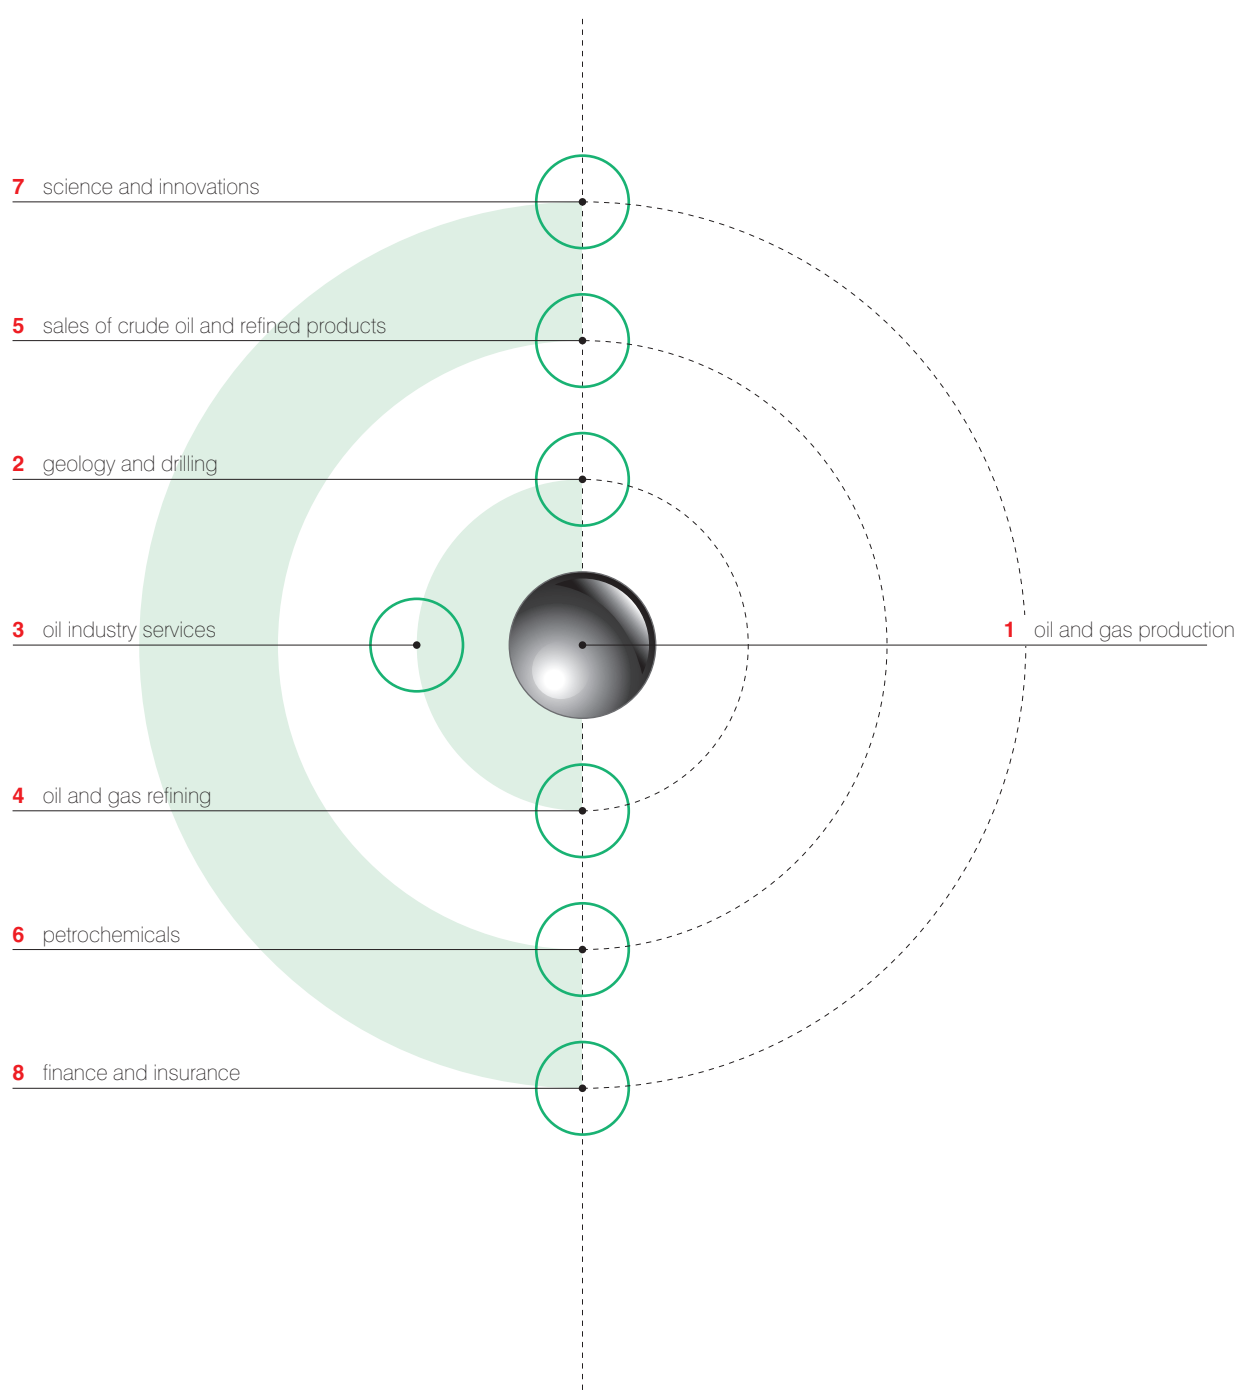 7 science and innovations
5 sales of crude oil and refined products
2 geology and drilling
3 oil industry services
1 oil and gas production
4 oil and gas refining
6 petrochemicals
8 finance and insurance